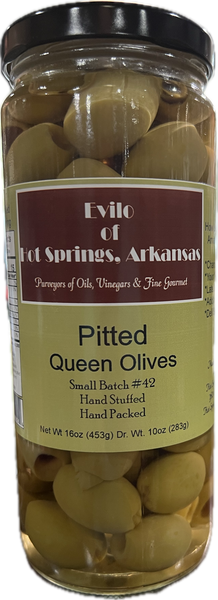 Evilo
of
Hot Springs, Arkansas
Purveyors of Oils, Vinegars & Fine Gourmet
Pitted
Queen Olives
Small Batch #42
Hand Stuffed
Hand Packed
Net Wt 16oz (453g) Dr. Wt. 10oz (283g)